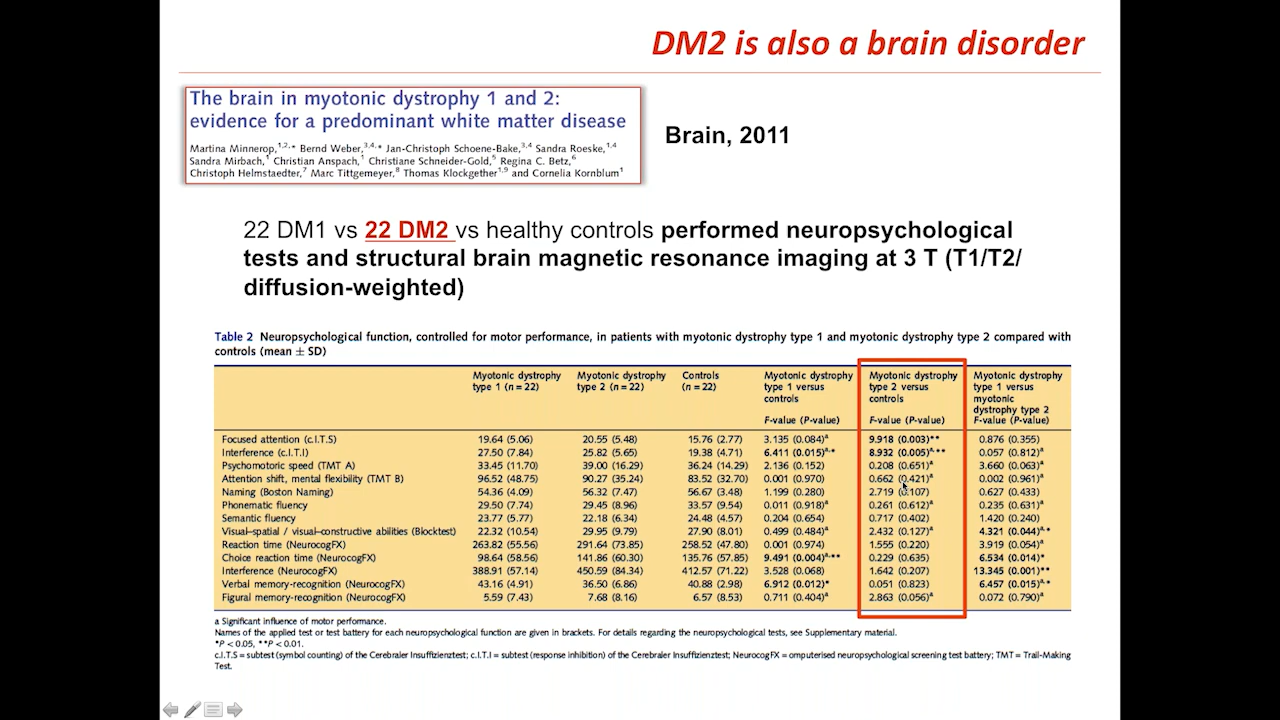 DM2 is also a brain disorder
The brain in myotonic dystrophy 1 and 2:
evidence for a predominant white matter disease
Martina Minnerop,1,2,* Bernd Weber,3,4,* Jan-Christoph Schoene-Bake,3,4 Sandra Roeske,1,4
Sandra Mirbach,1 Christian Anspach,1 Christiane Schneider-Gold,5 Regina C. Betz,6
Christoph Helmstaedter,7 Marc Tittgemeyer,8 Thomas Klockgether1,9 and Cornelia Kornblum1
Brain, 2011
22 DM1 vs 22 DM2 vs healthy controls performed neuropsychological
tests and structural brain magnetic resonance imaging at 3 T (T1/T2/
diffusion-weighted)
Table 2 Neuropsychological function, controlled for motor performance, in patients with myotonic dystrophy type 1 and myotonic dystrophy type 2 compared with
controls (mean ± SD)
Myotonic dystrophy Myotonic dystrophy Controls Myotonic dystrophy Myotonic dystrophy Myotonic dystrophy
type 1 (n = 22) type 2 (n = 22) (n = 22) type 1 versus type 2 versus type 1 versus
controls controls myotonic
dystrophy type 2
F-value (P-value) F-value (P-value) F-value (P-value)
Focused attention (c.I.T.S) 19.64 (5.06) 20.55 (5.48) 15.76 (2.77) 3.135 (0.084)a 9.918 (0.003)** 0.876 (0.355)
Interference (c.I.T.I) 27.50 (7.84) 25.82 (5.65) 19.38 (4.71) 6.411 (0.015)a,* 8.932 (0.005)a,** 0.057 (0.812)a
Psychomotoric speed (TMT A) 33.45 (11.70) 39.00 (16.29) 36.24 (14.29) 2.136 (0.152) 0.208 (0.651)a 3.660 (0.063)a
Attention shift, mental flexibility (TMT B) 96.52 (48.75) 90.27 (35.24) 83.52 (32.70) 0.001 (0.970) 0.662 (0.421)a 0.002 (0.961)a
Naming (Boston Naming) 54.36 (4.09) 56.32 (7.47) 56.67 (3.48) 1.199 (0.280) 2.719 (0.107) 0.627 (0.433)
Phonematic fluency 29.50 (7.74) 29.45 (8.96) 33.57 (9.54) 0.011 (0.918)a 0.261 (0.612)a 0.235 (0.631)a
Semantic fluency 23.77 (5.77) 22.18 (6.34) 24.48 (4.57) 0.204 (0.654) 0.717 (0.402) 1.420 (0.240)
Visual–spatial / visual–constructive abilities (Blocktest) 22.32 (10.54) 29.95 (9.79) 27.90 (8.01) 0.499 (0.484)a 2.432 (0.127)a 4.321 (0.044)a,*
Reaction time (NeurocogFX) 263.82 (55.56) 291.64 (73.85) 258.52 (47.80) 0.001 (0.974) 1.555 (0.220) 3.919 (0.054)a
Choice reaction time (NeurocogFX) 98.64 (58.56) 141.86 (60.30) 135.76 (57.85) 9.491 (0.004)a,** 0.229 (0.635) 6.534 (0.014)*
Interference (NeurocogFX) 388.91 (57.14) 450.59 (84.34) 412.57 (71.22) 3.528 (0.068) 1.642 (0.207) 13.345 (0.001)**
Verbal memory-recognition (NeurocogFX) 43.16 (4.91) 36.50 (6.86) 40.88 (2.98) 6.912 (0.012)* 0.051 (0.823) 6.457 (0.015)a,*
Figural memory-recognition (NeurocogFX) 5.59 (7.43) 7.68 (8.16) 6.57 (8.53) 0.711 (0.404)a 2.863 (0.056)a 0.072 (0.790)a
a Significant influence of motor performance.
Names of the applied test or test battery for each neuropsychological function are given in brackets. For details regarding the neuropsychological tests, see Supplementary material.
*P < 0.05, **P < 0.01.
c.I.T.S = subtest (symbol counting) of the Cerebraler Insuffizienztest; c.I.T.I = subtest (response inhibition) of the Cerebraler Insuffizienztest; NeurocogFX = omputerised neuropsychological screening test battery; TMT = Trail-Making
Test.